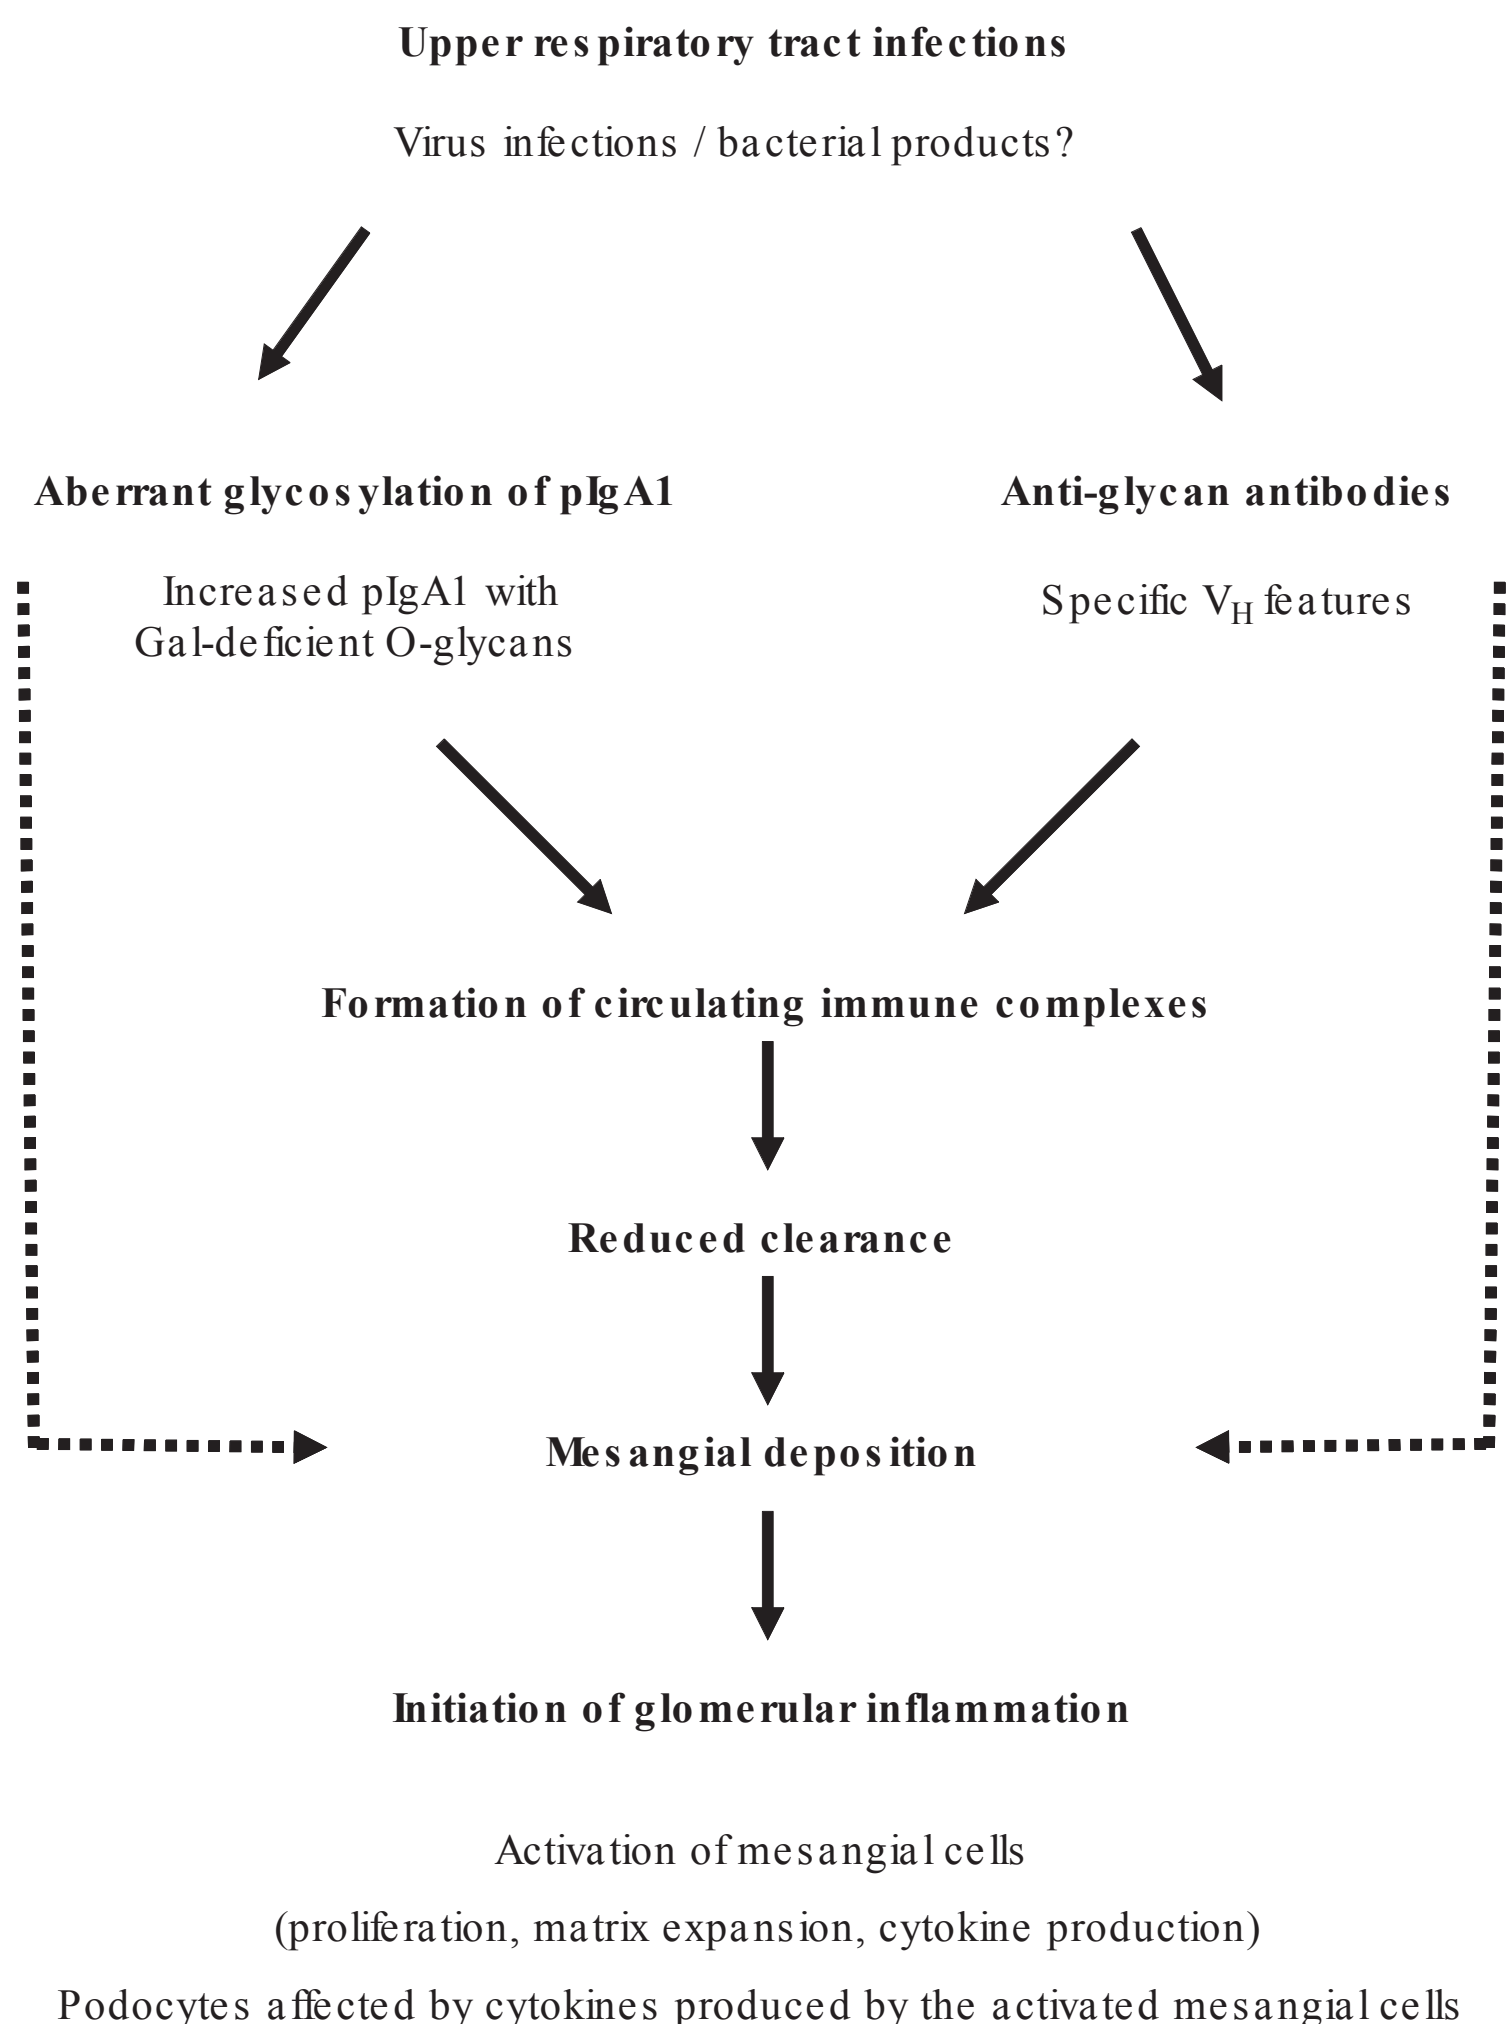 Upper respiratory tract infections
Virus infections / bacterial products?
Aberrant glycosylation of pIgA1
Anti-glycan antibodies
Increased pIgA1 with
Gal-deficient O-glycans
Specific VH features
Formation of circulating immune complexes
Reduced clearance
Mesangial deposition
Initiation of glomerular inflammation
Activation of mesangial cells
(proliferation, matrix expansion, cytokine production)
Podocytes affected by cytokines produced by the activated mesangial cells